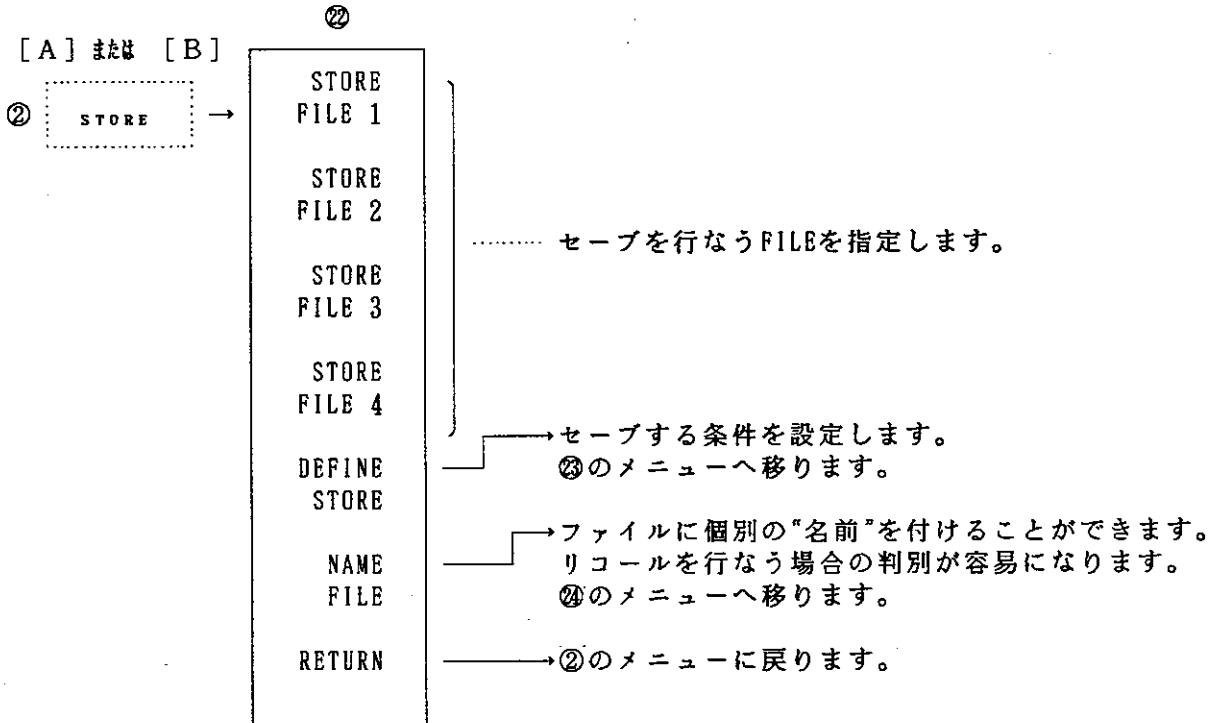 ㉒
[A] または [B]
② STORE →
STORE
FILE 1
STORE
FILE 2
……… セーブを行なうFILEを指定します。
STORE
FILE 3
STORE
FILE 4
→セーブする条件を設定します。
DEFINE
㉓のメニューへ移ります。
STORE
→ファイルに個別の"名前"を付けることができます。
NAME
リコールを行なう場合の判別が容易になります。
FILE
㉔のメニューへ移ります。
RETURN
→②のメニューに戻ります。